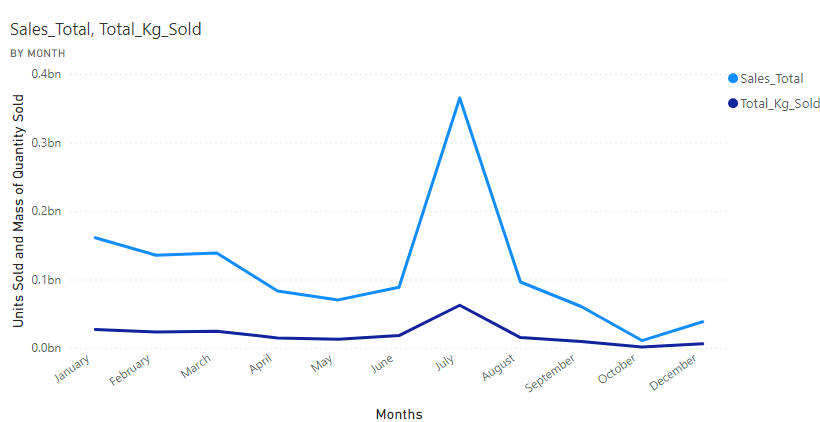 Sales_Total, Total_Kg_Sold
BY MONTH
Units Sold and Mass of Quantity Sold
0.4bn
0.3bn
0.2bn
0.1bn
0.0bn
January
February
March
April
May
June
July
August
September
October
December
Months
Sales_Total
Total_Kg_Sold